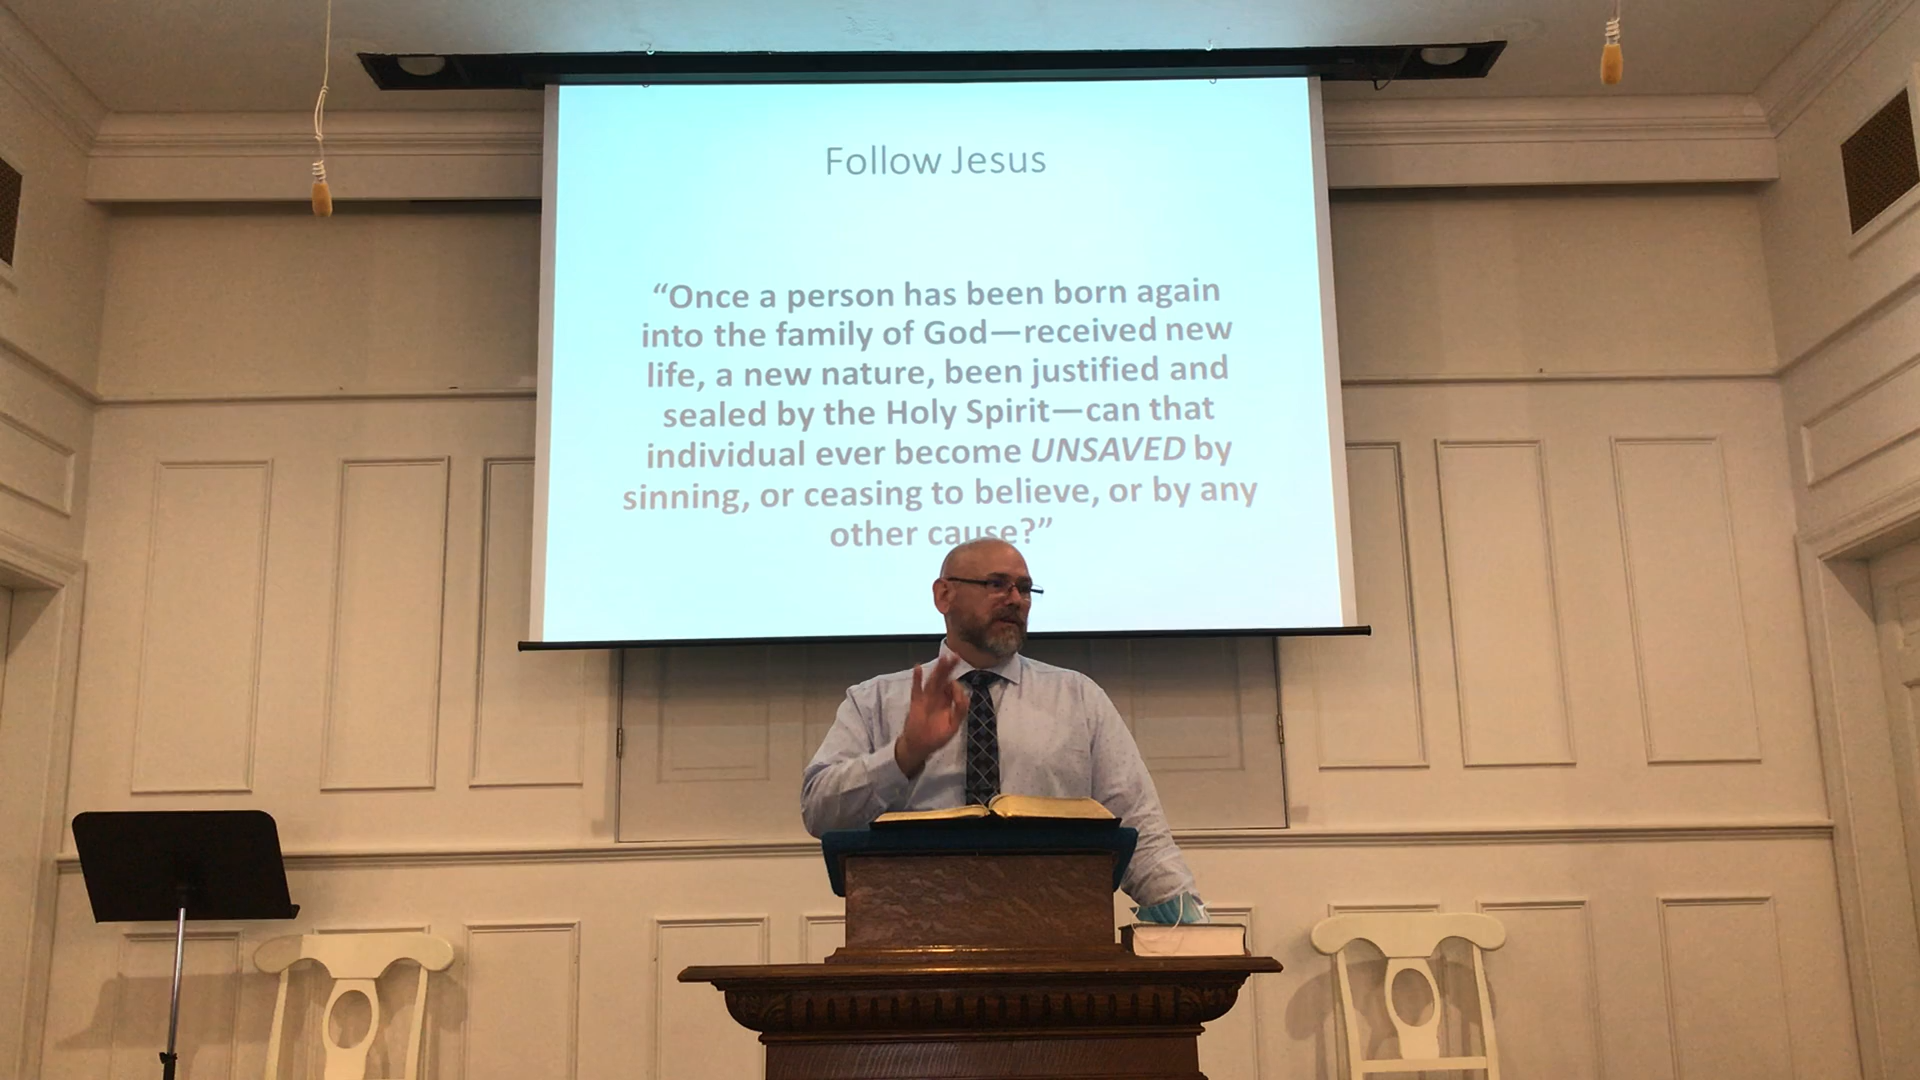 Follow Jesus
“Once a person has been born again
into the family of God—received new
life, a new nature, been justified and
sealed by the Holy Spirit—can that
individual ever become UNSAVED by
sinning, or ceasing to believe, or by any
other cause?”